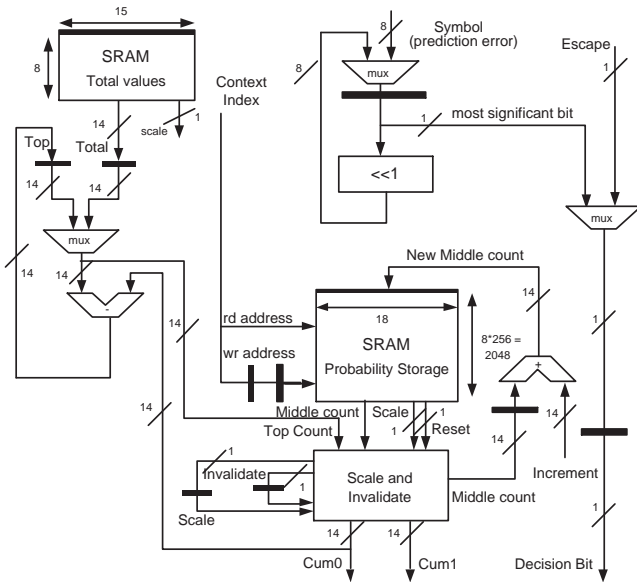 15
8
SRAM
Total values
14
scale
1
Top
Total
14
14
mux
14
14
-
Context
Index
8
Symbol
(prediction error)
8
mux
1
most significant bit
<<1
Escape
1
mux
1
New Middle count
14
rd address
18
SRAM
Probability Storage
wr address
8*256 =
2048
+
14
14
Middle count
Scale
1
1
Reset
Top Count
14
14
Increment
1
Invalidate
1
Scale
Scale and
Invalidate
Middle count
14
14
Cum0
Cum1
1
Decision Bit